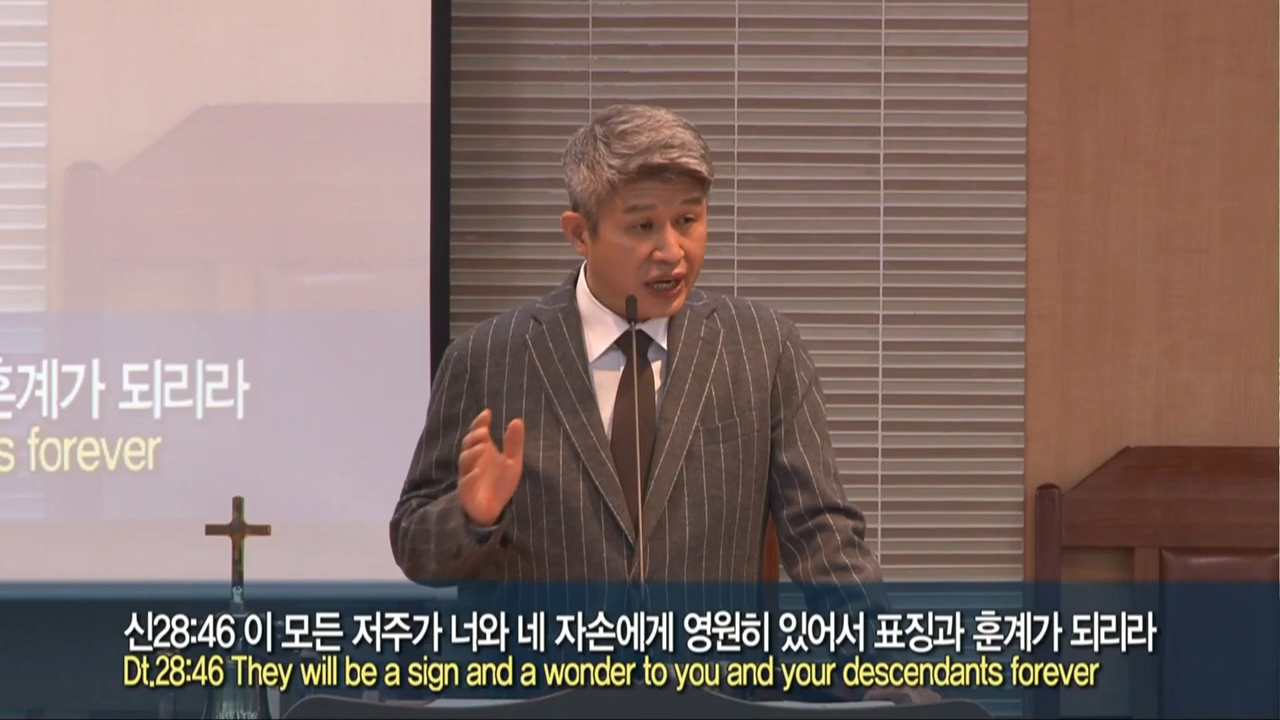 훈계가 되리라
s forever
신28:46 이 모든 저주가 너와 네 자손에게 영원히 있어서 표징과 훈계가 되리라
Dt.28:46 They will be a sign and a wonder to you and your descendants forever